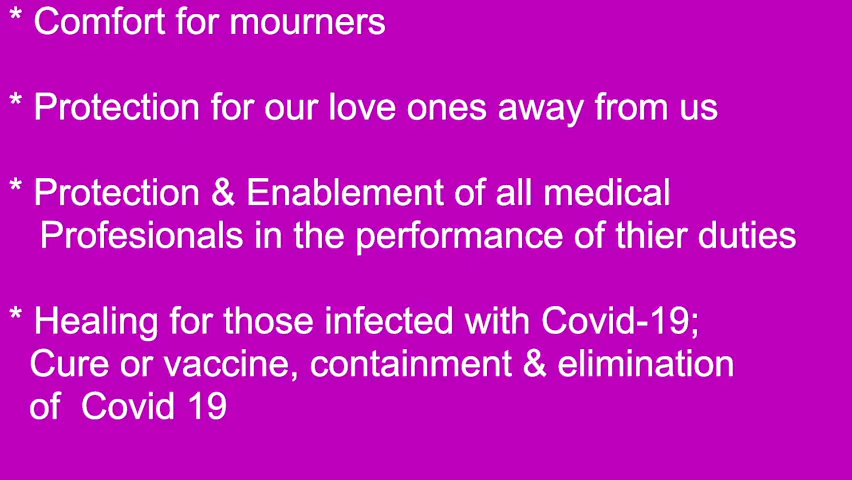 * Comfort for mourners
* Protection for our love ones away from us
* Protection & Enablement of all medical
Profesionals in the performance of thier duties
* Healing for those infected with Covid-19;
Cure or vaccine, containment & elimination
of  Covid 19